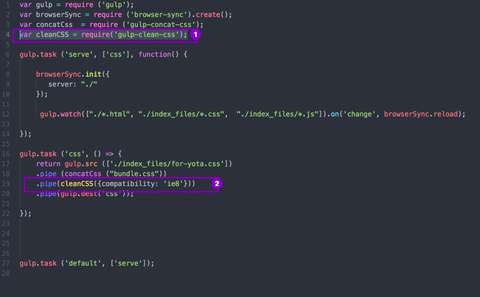 1 var gulp = require ('gulp');
2 var browserSync = require ('browser-sync').create();
3 var concatCss = require ('gulp-concat-css');
4 var cleanCSS = require('gulp-clean-css'); 1
5
6 gulp.task ('serve', ['css'], function() {
7
8 browserSync.init({
9 server: "./"
10 });
11
12 gulp.watch(["./*.html", "./index_files/*.css", "./index_files/*.js"]).on('change', browserSync.reload);
13
14 });
15
16 gulp.task ('css', () => {
17 return gulp.src (['./index_files/for-yota.css'])
18 .pipe (concatCss ("bundle.css"))
19 .pipe(cleanCSS({compatibility: 'ie8'})) 2
20 .pipe(gulp.dest('css'));
21
22 });
23
24
25
26
27 gulp.task ('default', ['serve']);
28